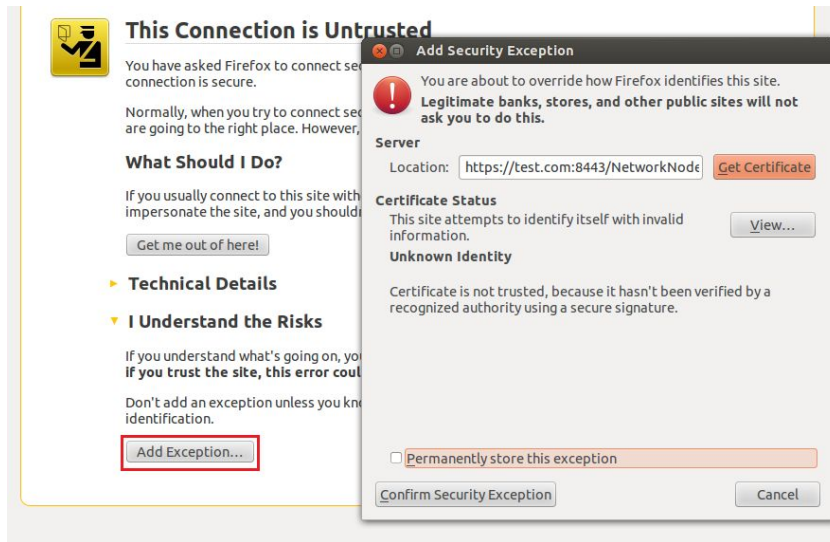 This Connection is Untrusted
You have asked Firefox to connect sec
connection is secure.
Normally, when you try to connect sec
are going to the right place. However,
What Should I Do?
If you usually connect to this site with
impersonate the site, and you should
Get me out of here!
Technical Details
I Understand the Risks
If you understand what's going on, you
if you trust the site, this error coul
Don't add an exception unless you kno
identification.
Add Exception...
Add Security Exception
You are about to override how Firefox identifies this site.
Legitimate banks, stores, and other public sites will not
ask you to do this.
Server
Location: https://test.com:8443/NetworkNode Get Certificate
Certificate Status
This site attempts to identify itself with invalid
information.
View...
Unknown Identity
Certificate is not trusted, because it hasn't been verified by a
recognized authority using a secure signature.
Permanently store this exception
Confirm Security Exception Cancel